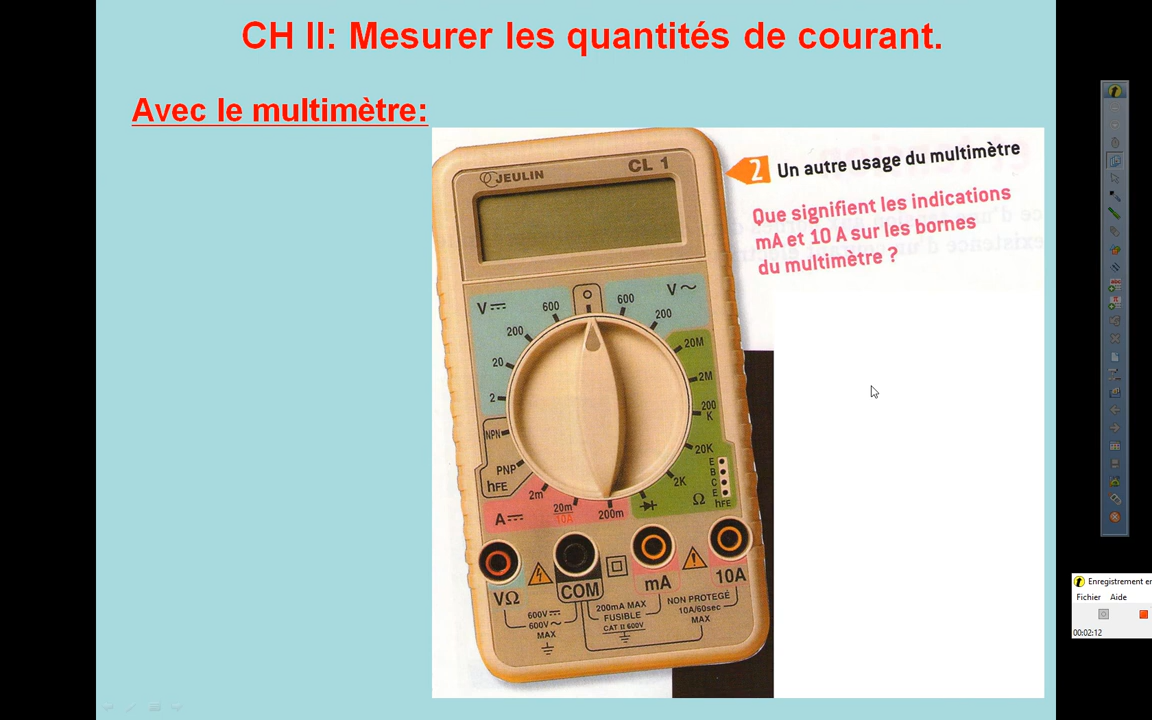 CH II: Mesurer les quantités de courant.
Avec le multimètre:
2 Un autre usage du multimètre
Que signifient les indications
mA et 10 A sur les bornes
du multimètre ?
JEULIN
CL 1
V
600
600
V
200
200
20
2
20M
2M
200
K
20K
2K
NPN
PNP
hFE
E
B
C
E
hFE
Ω
2m
20m
10A
200m
A
VΩ
COM
mA
10A
600V
600V
MAX
200mA MAX
FUSIBLE
CAT II 600V
NON PROTEGÉ
10A/60sec
MAX
Enregistrement en
Fichier Aide
00:02:12